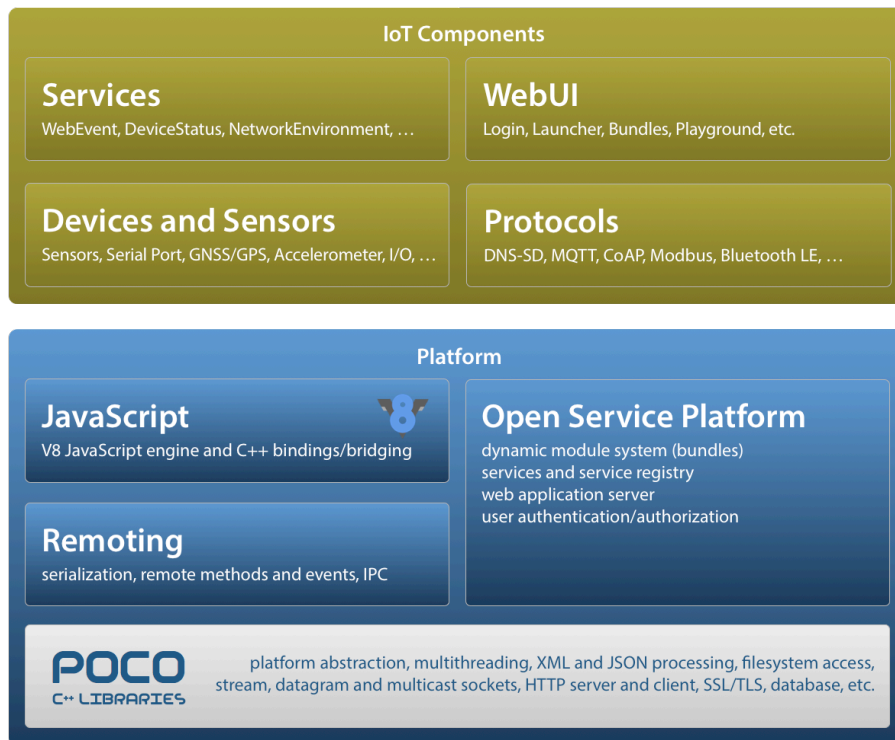 IoT Components
Services
WebEvent, DeviceStatus, NetworkEnvironment, …
WebUI
Login, Launcher, Bundles, Playground, etc.
Devices and Sensors
Sensors, Serial Port, GNSS/GPS, Accelerometer, I/O, …
Protocols
DNS-SD, MQTT, CoAP, Modbus, Bluetooth LE, …
Platform
JavaScript
8
V8 JavaScript engine and C++ bindings/bridging
Open Service Platform
dynamic module system (bundles)
services and service registry
web application server
user authentication/authorization
Remoting
serialization, remote methods and events, IPC
POCO
C++ LIBRARIES
platform abstraction, multithreading, XML and JSON processing, filesystem access,
stream, datagram and multicast sockets, HTTP server and client, SSL/TLS, database, etc.